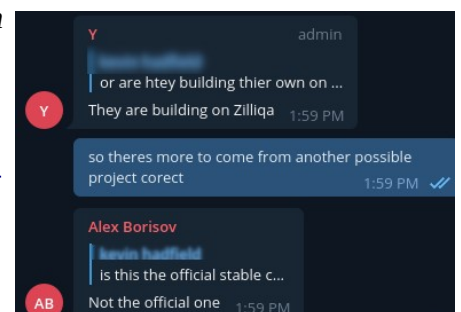 Y admin
or are htey building thier own on ...
Y
They are building on Zilliqa 1:59 PM
so theres more to come from another possible
project corect 1:59 PM
Alex Borisov
is this the official stable c...
AB
Not the official one 1:59 PM